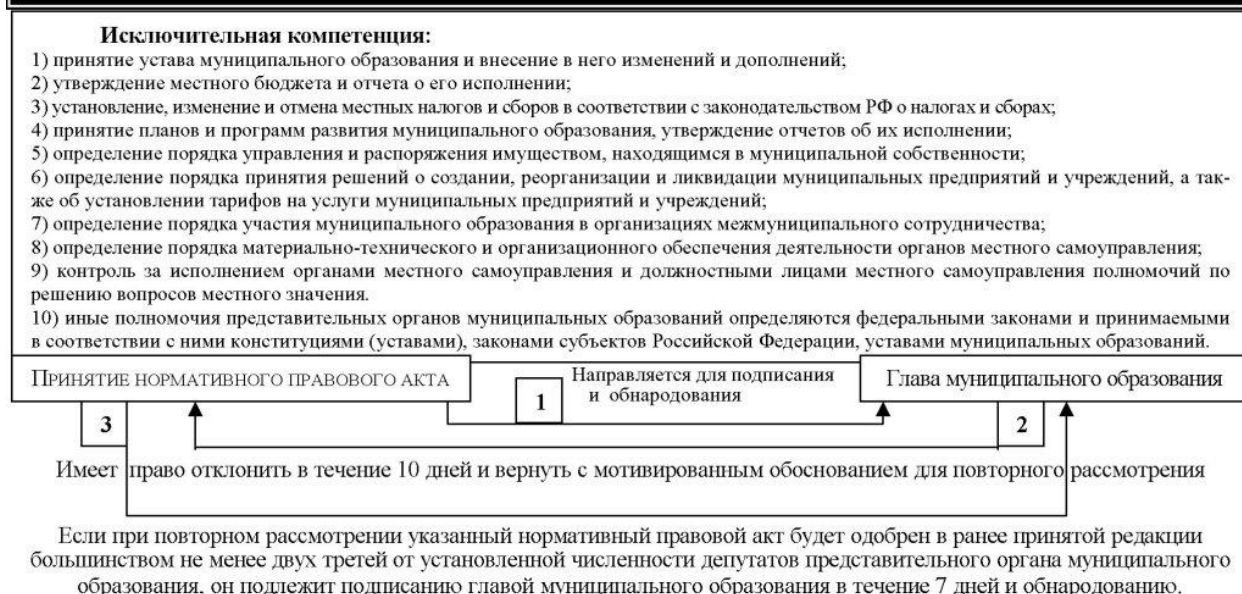 Исключительная компетенция:
1) принятие устава муниципального образования и внесение в него изменений и дополнений;
2) утверждение местного бюджета и отчета о его исполнении;
3) установление, изменение и отмена местных налогов и сборов в соответствии с законодательством РФ о налогах и сборах;
4) принятие планов и программ развития муниципального образования, утверждение отчетов об их исполнении;
5) определение порядка управления и распоряжения имуществом, находящимся в муниципальной собственности;
6) определение порядка принятия решений о создании, реорганизации и ликвидации муниципальных предприятий и учреждений, а так-
же об установлении тарифов на услуги муниципальных предприятий и учреждений;
7) определение порядка участия муниципального образования в организациях межмуниципального сотрудничества;
8) определение порядка материально-технического и организационного обеспечения деятельности органов местного самоуправления;
9) контроль за исполнением органами местного самоуправления и должностными лицами местного самоуправления полномочий по
решению вопросов местного значения.
10) иные полномочия представительных органов муниципальных образований определяются федеральными законами и принимаемыми
в соответствии с ними конституциями (уставами), законами субъектов Российской Федерации, уставами муниципальных образований.
ПРИНЯТИЕ НОРМАТИВНОГО ПРАВОВОГО АКТА
1
Направляется для подписания
и обнародования
Глава муниципального образования
3
2
Имеет право отклонить в течение 10 дней и вернуть с мотивированным обоснованием для повторного рассмотрения
Если при повторном рассмотрении указанный нормативный правовой акт будет одобрен в ранее принятой редакции
большинством не менее двух третей от установленной численности депутатов представительного органа муниципального
образования, он подлежит подписанию главой муниципального образования в течение 7 дней и обнародованию.